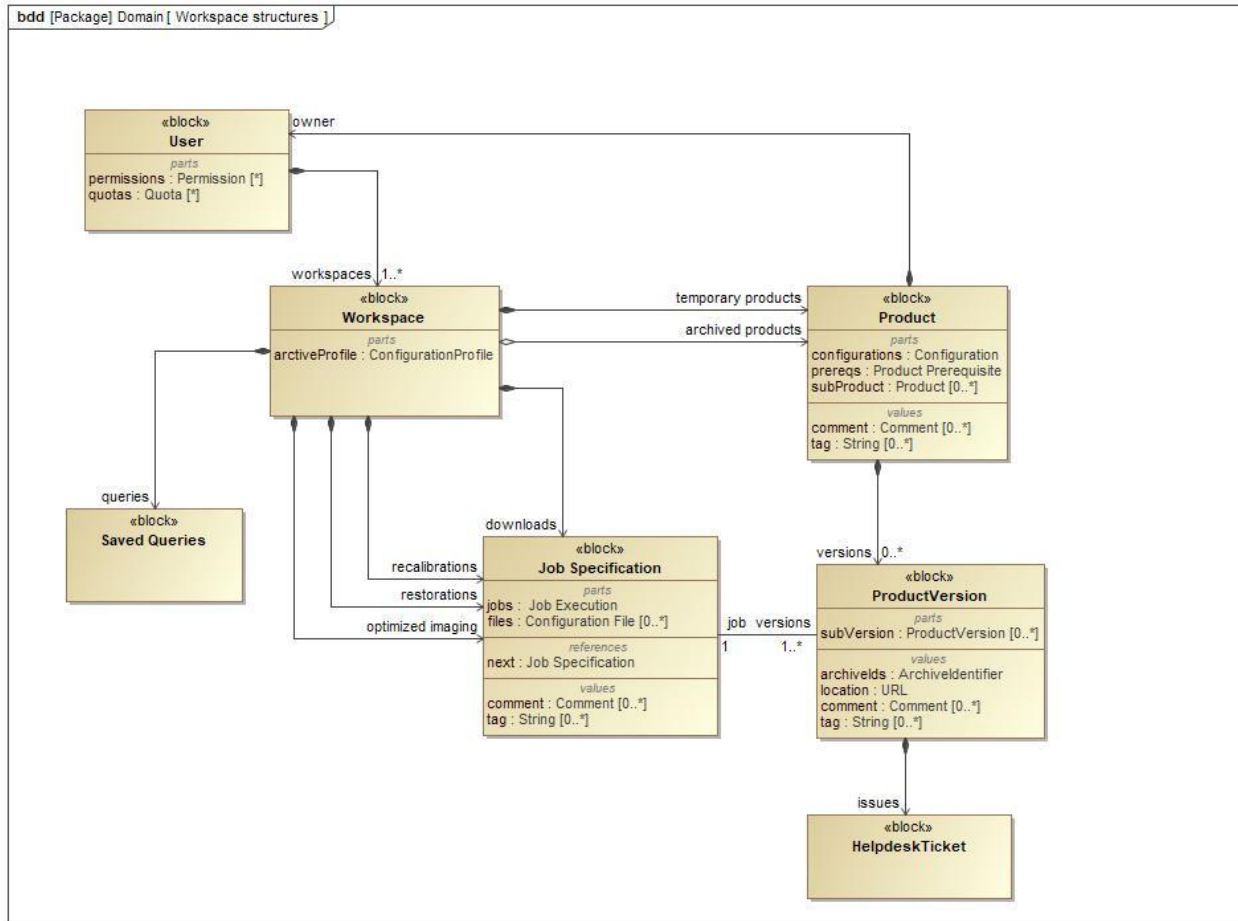 bdd [Package] Domain [ Workspace structures ]
«block»
User
parts
permissions : Permission [*]
quotas : Quota [*]
owner
workspaces 1..*
«block»
Workspace
parts
arctiveProfile : ConfigurationProfile
temporary products
archived products
«block»
Product
parts
configurations : Configuration
prereqs : Product Prerequisite
subProduct : Product [0..*]
values
comment : Comment [0..*]
tag : String [0..*]
queries
«block»
Saved Queries
downloads
recalibrations
restorations
optimized imaging
«block»
Job Specification
parts
jobs : Job Execution
files : Configuration File [0..*]
references
next : Job Specification
values
comment : Comment [0..*]
tag : String [0..*]
job versions
1 1..*
versions 0..*
«block»
ProductVersion
parts
subVersion : ProductVersion [0..*]
values
archiveIds : ArchiveIdentifier
location : URL
comment : Comment [0..*]
tag : String [0..*]
issues
«block»
HelpdeskTicket